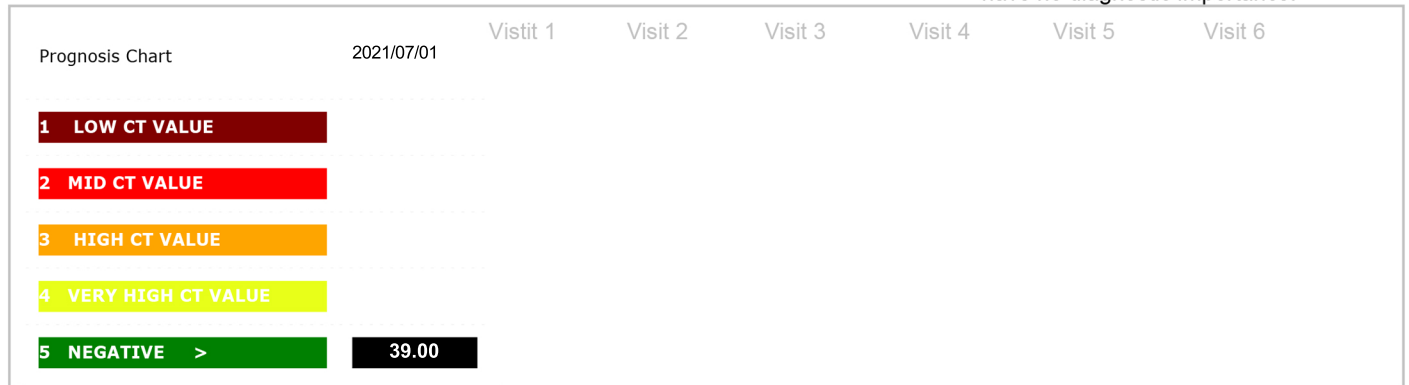 Vistit 1 Visit 2 Visit 3 Visit 4 Visit 5 Visit 6
Prognosis Chart 2021/07/01
1 LOW CT VALUE
2 MID CT VALUE
3 HIGH CT VALUE
4 VERY HIGH CT VALUE
5 NEGATIVE > 39.00